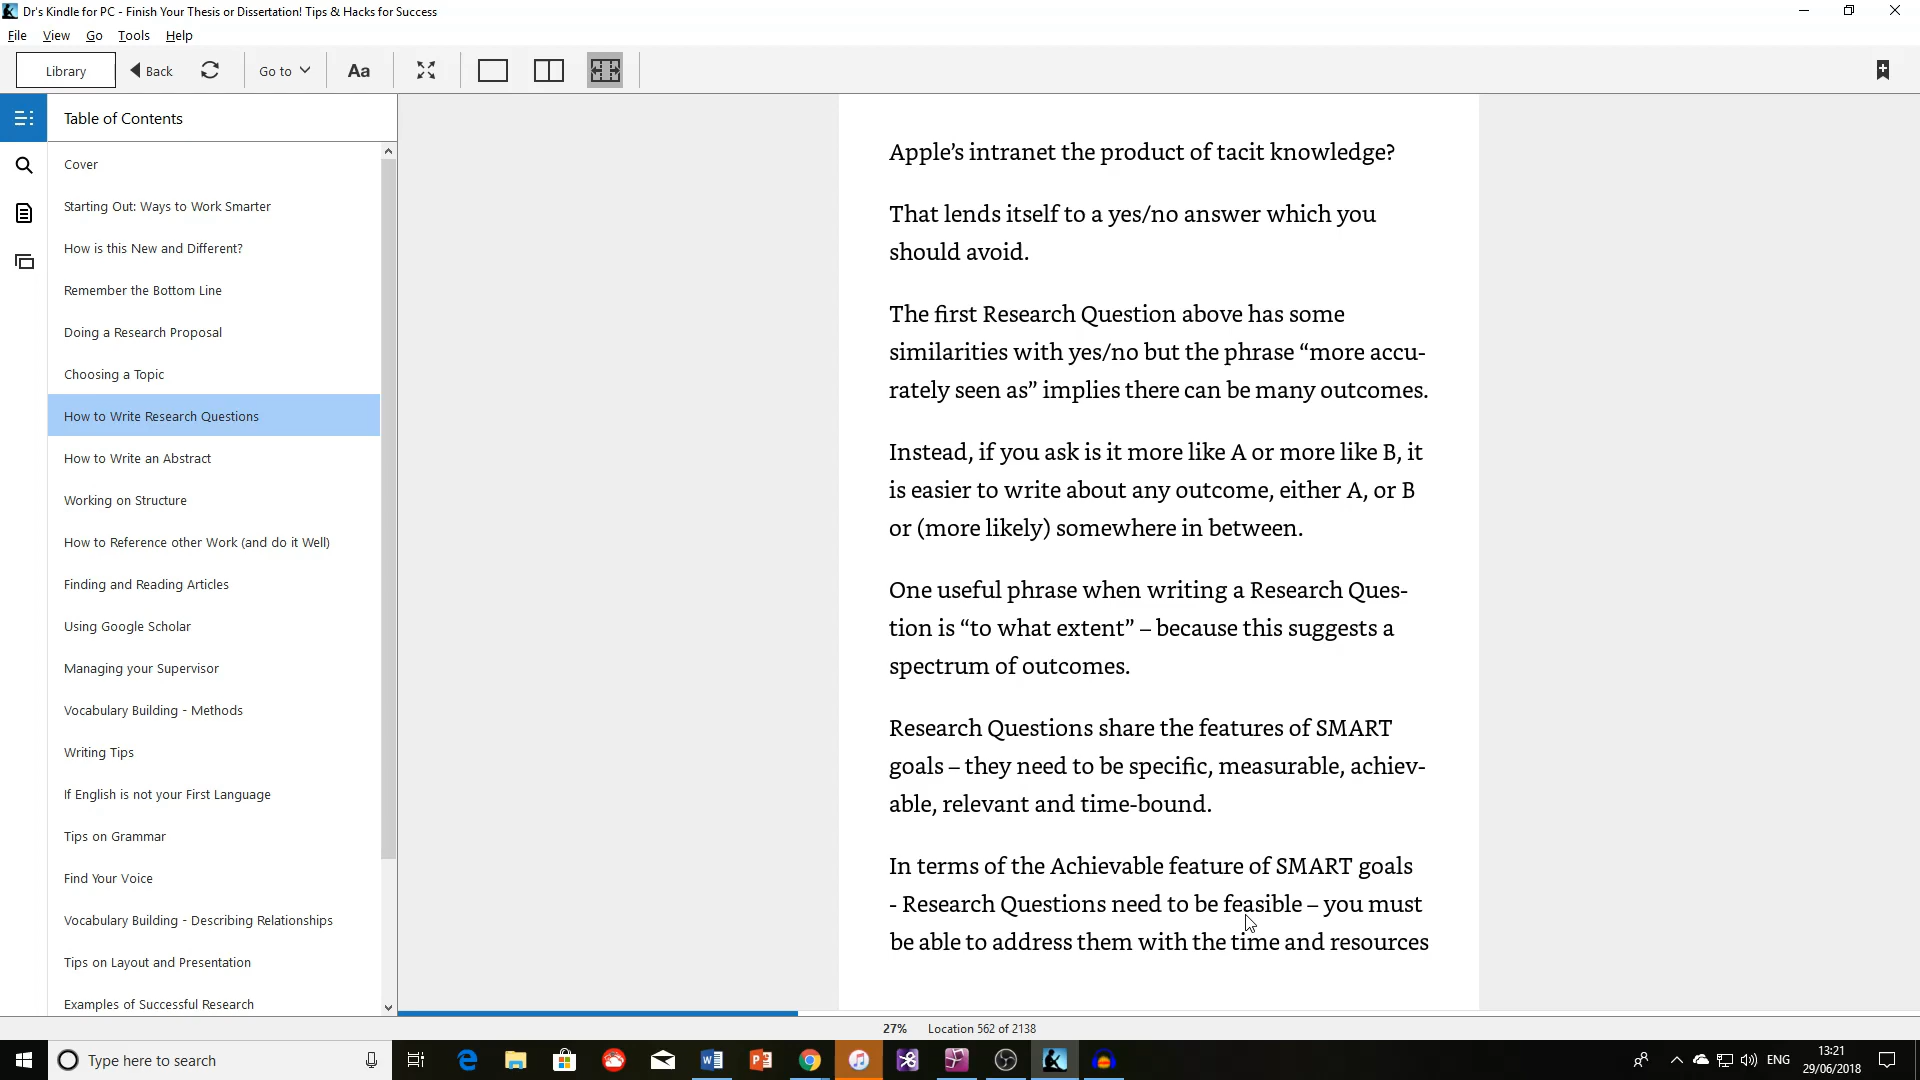 Dr's Kindle for PC - Finish Your Thesis or Dissertation! Tips & Hacks for Success
File View Go Tools Help
Library Back Go to Aa
Table of Contents
Cover
Starting Out: Ways to Work Smarter
How is this New and Different?
Remember the Bottom Line
Doing a Research Proposal
Choosing a Topic
How to Write Research Questions
How to Write an Abstract
Working on Structure
How to Reference other Work (and do it Well)
Finding and Reading Articles
Using Google Scholar
Managing your Supervisor
Vocabulary Building - Methods
Writing Tips
If English is not your First Language
Tips on Grammar
Find Your Voice
Vocabulary Building - Describing Relationships
Tips on Layout and Presentation
Examples of Successful Research
Apple’s intranet the product of tacit knowledge?
That lends itself to a yes/no answer which you
should avoid.
The first Research Question above has some
similarities with yes/no but the phrase “more accu-
rately seen as” implies there can be many outcomes.
Instead, if you ask is it more like A or more like B, it
is easier to write about any outcome, either A, or B
or (more likely) somewhere in between.
One useful phrase when writing a Research Ques-
tion is “to what extent” – because this suggests a
spectrum of outcomes.
Research Questions share the features of SMART
goals – they need to be specific, measurable, achiev-
able, relevant and time-bound.
In terms of the Achievable feature of SMART goals
- Research Questions need to be feasible – you must
be able to address them with the time and resources
27% Location 562 of 2138
Type here to search
ENG
13:21
29/06/2018